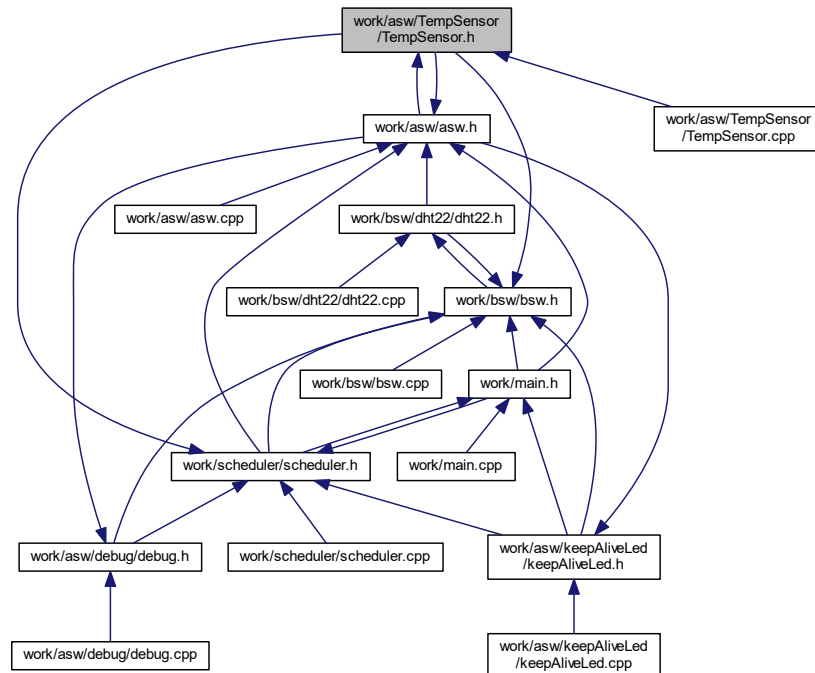 work/asw/TempSensor
/TempSensor.h
work/asw/TempSensor
/TempSensor.cpp
work/asw/asw.h
work/asw/asw.cpp
work/bsw/dht22/dht22.h
work/bsw/dht22/dht22.cpp
work/bsw/bsw.h
work/bsw/bsw.cpp
work/main.h
work/scheduler/scheduler.h
work/main.cpp
work/asw/debug/debug.h
work/scheduler/scheduler.cpp
work/asw/keepAliveLed
/keepAliveLed.h
work/asw/debug/debug.cpp
work/asw/keepAliveLed
/keepAliveLed.cpp